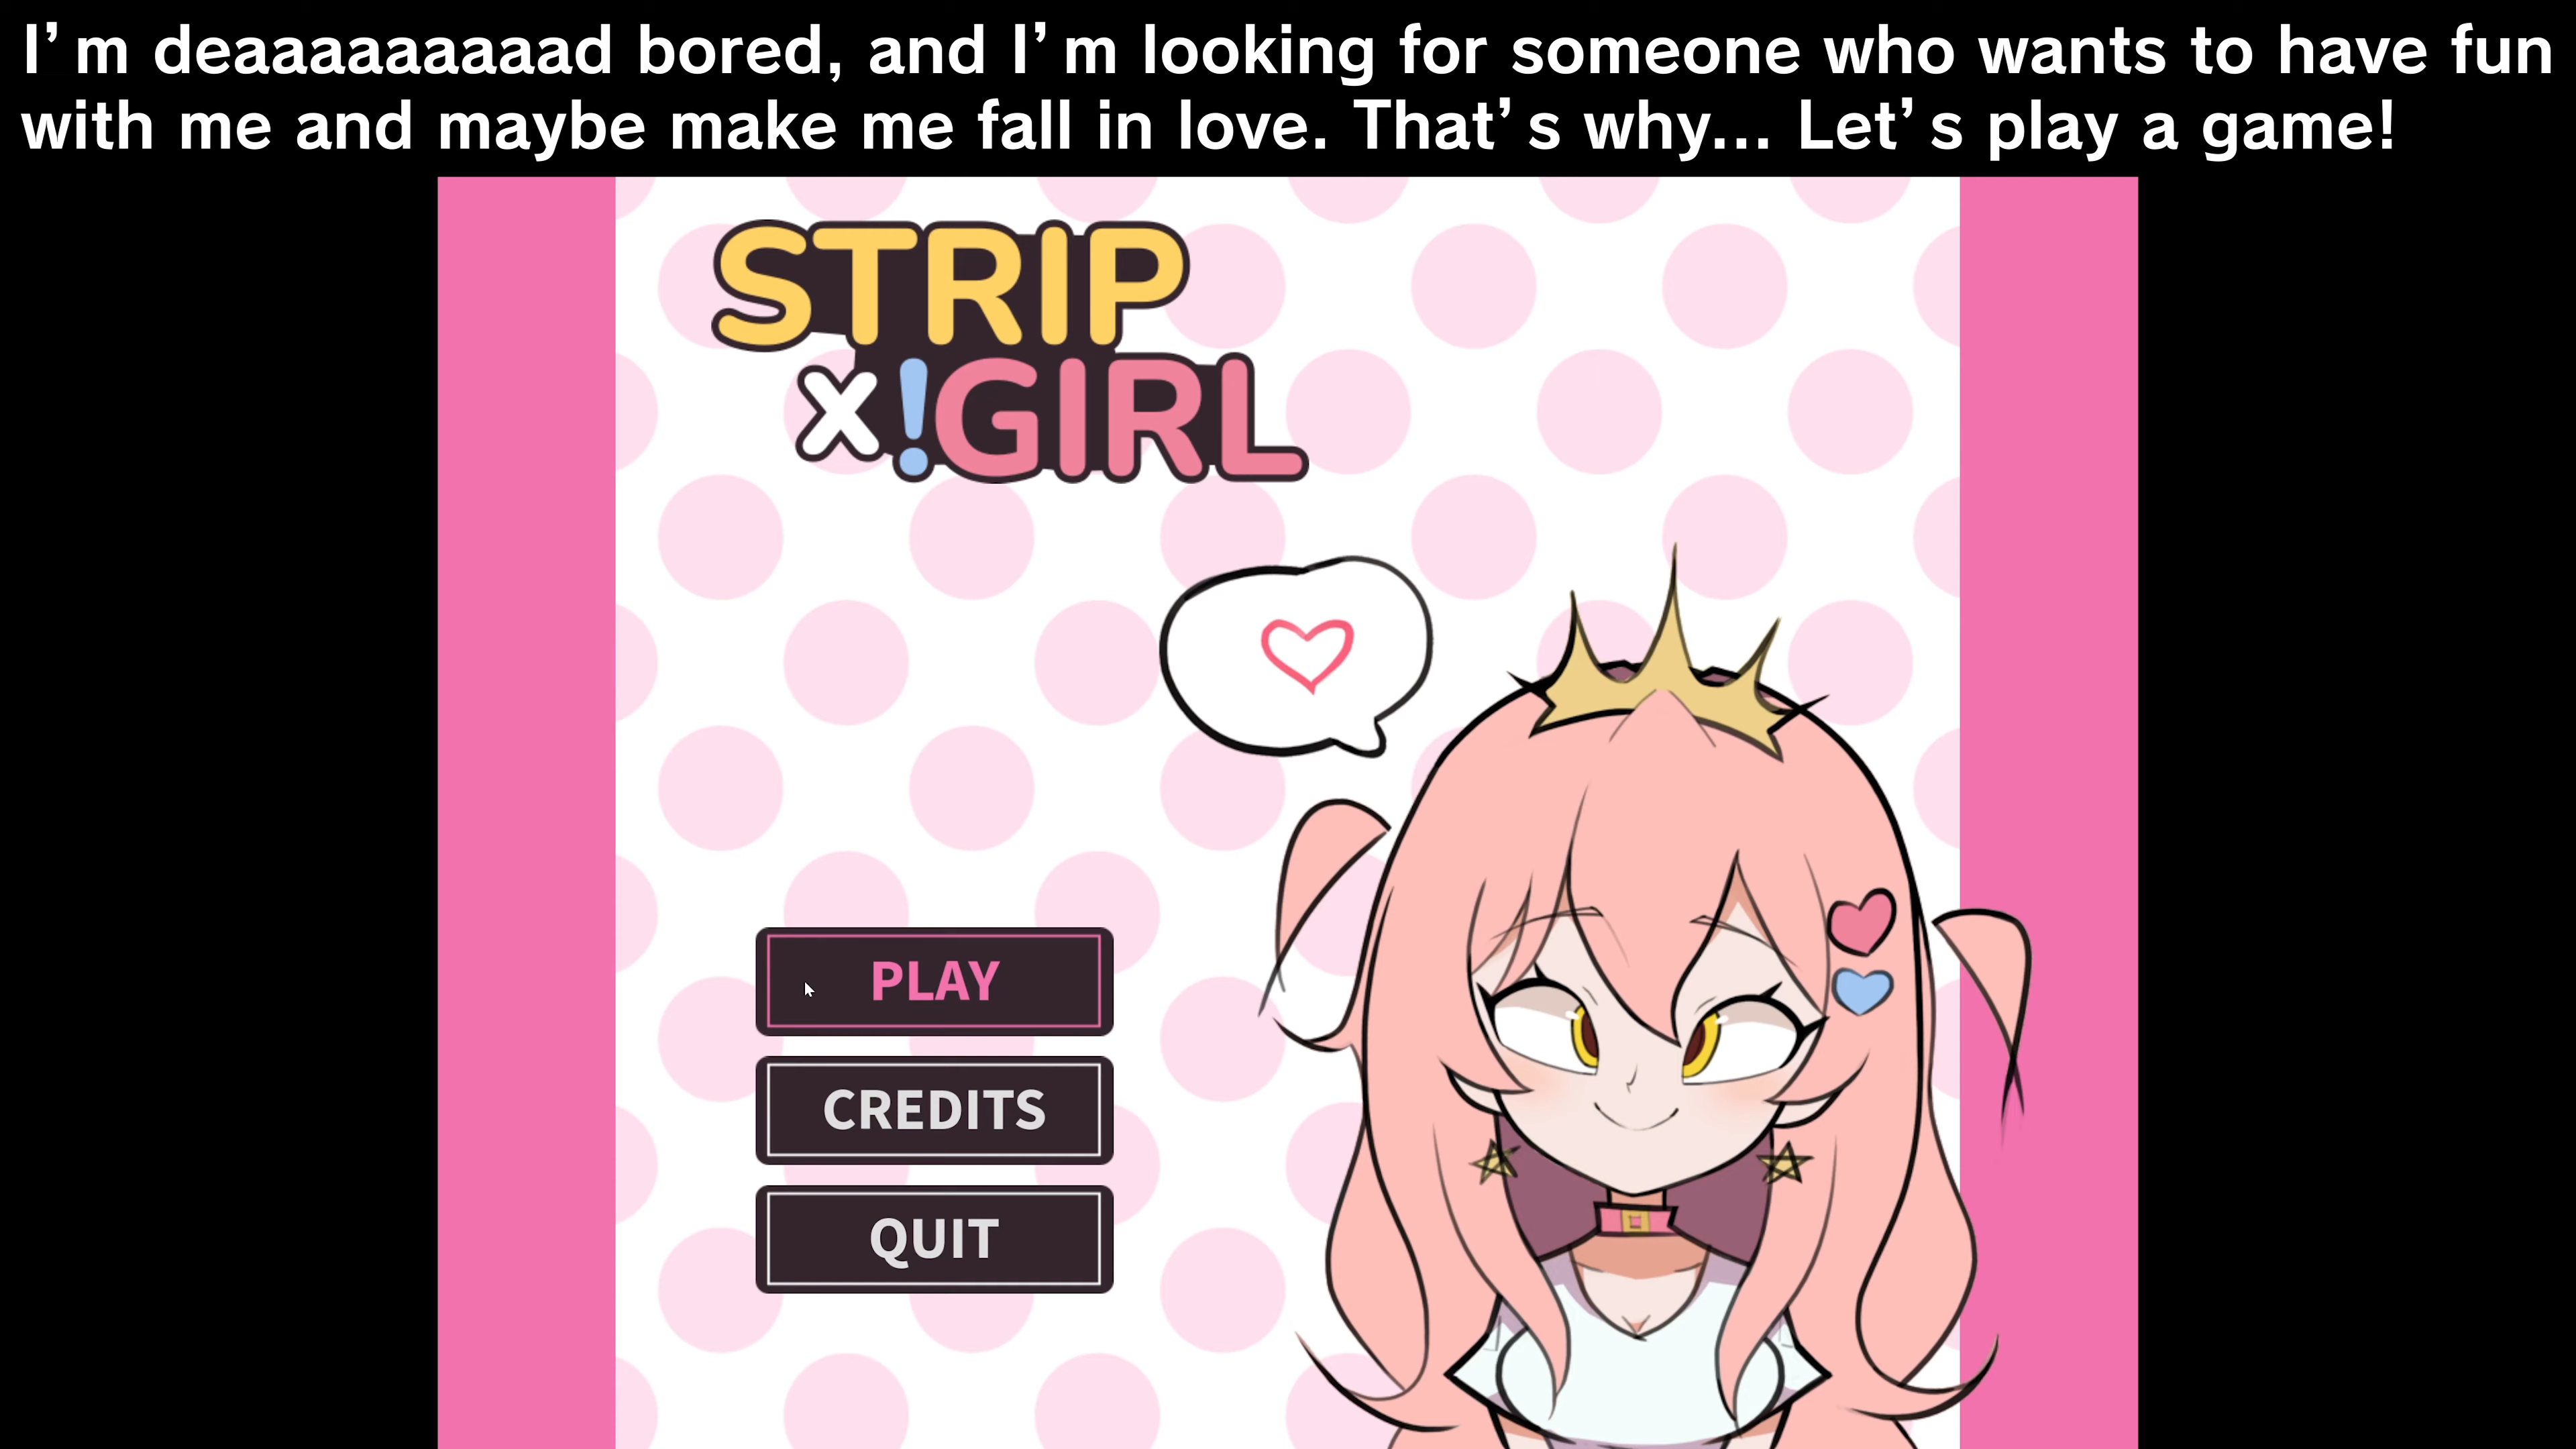 I’m deaaaaaaaaad bored, and I’m looking for someone who wants to have fun
with me and maybe make me fall in love. That’s why... Let’s play a game!
STRIP
x!GIRL
PLAY
CREDITS
QUIT